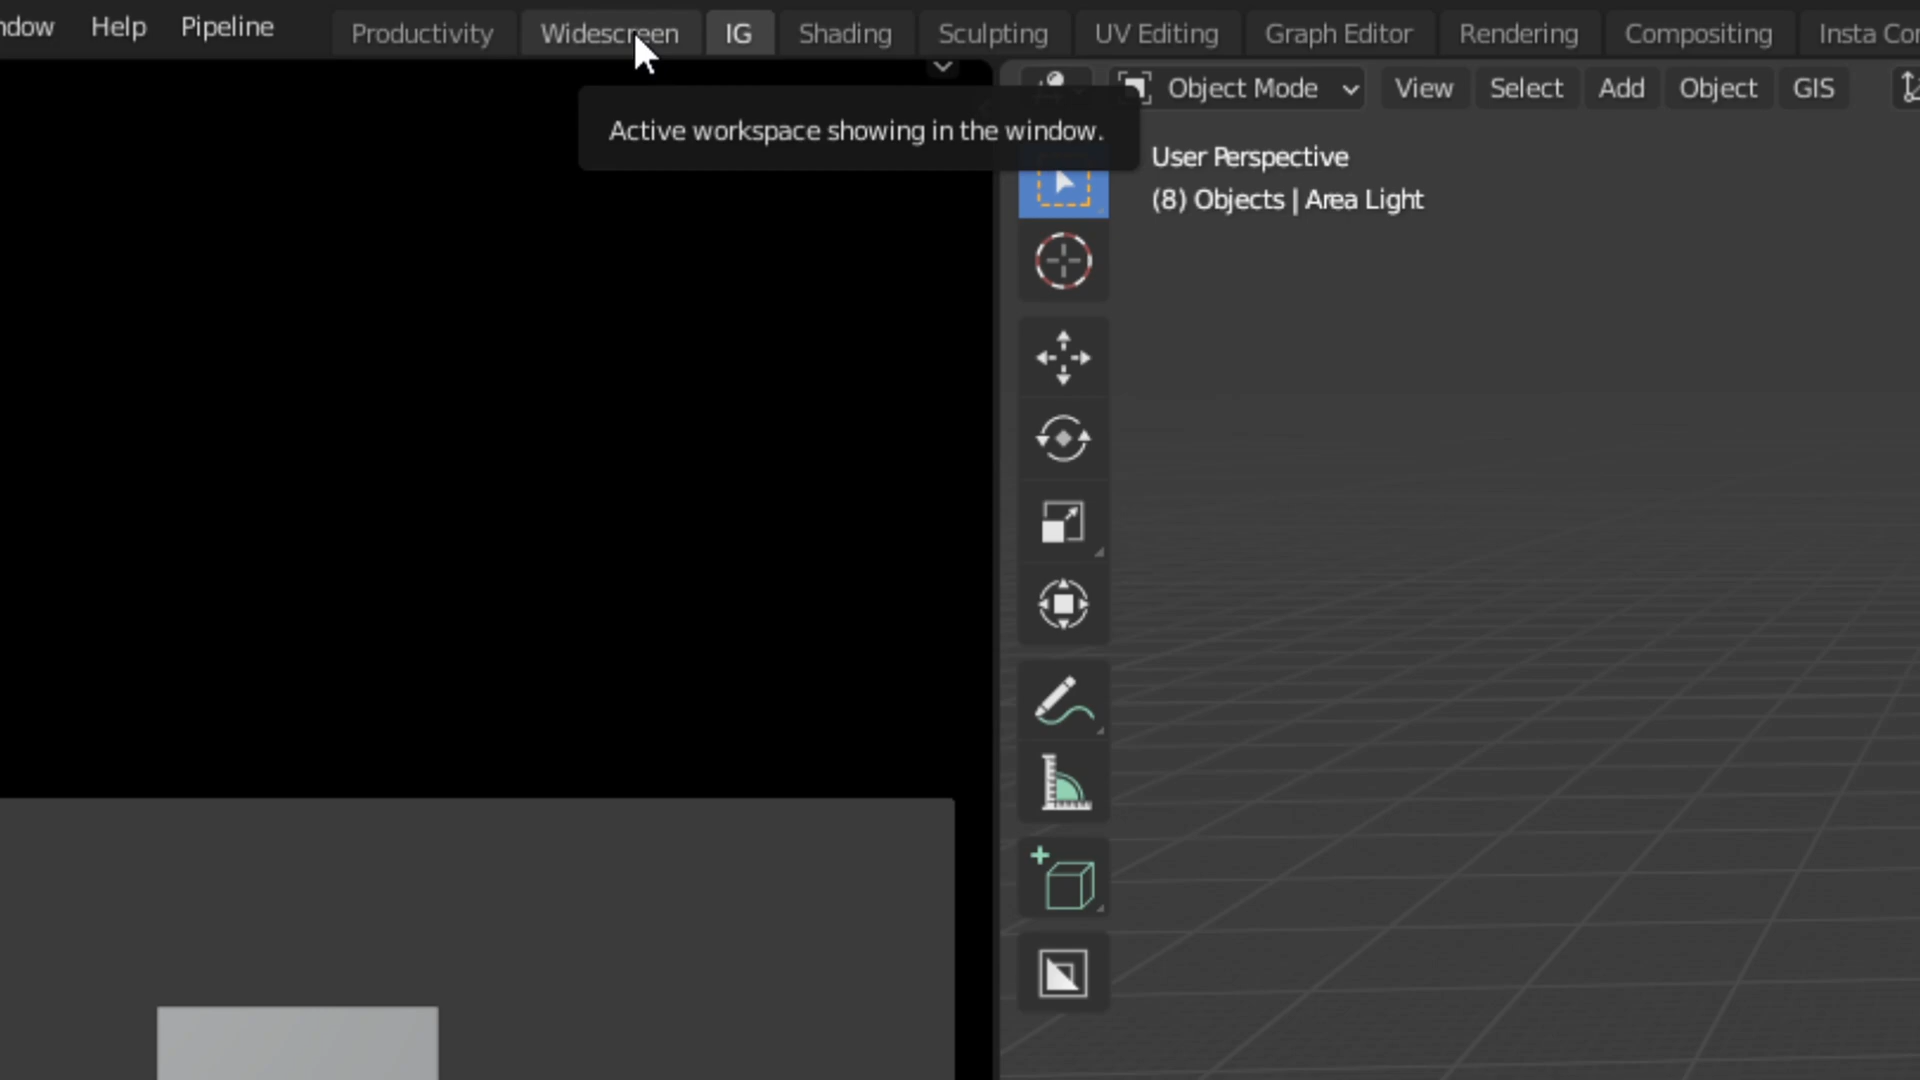 ndow Help Pipeline Productivity Widescreen IG Shading Sculpting UV Editing Graph Editor Rendering Compositing Insta Cor
Object Mode View Select Add Object GIS
Active workspace showing in the window.
User Perspective
(8) Objects | Area Light